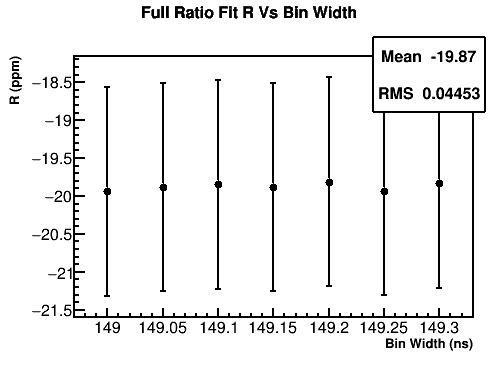 Full Ratio Fit R Vs Bin Width
Mean -19.87
RMS 0.04453
R (ppm)
−18.5
−19
−19.5
−20
−20.5
−21
−21.5
149 149.05 149.1 149.15 149.2 149.25 149.3
Bin Width (ns)